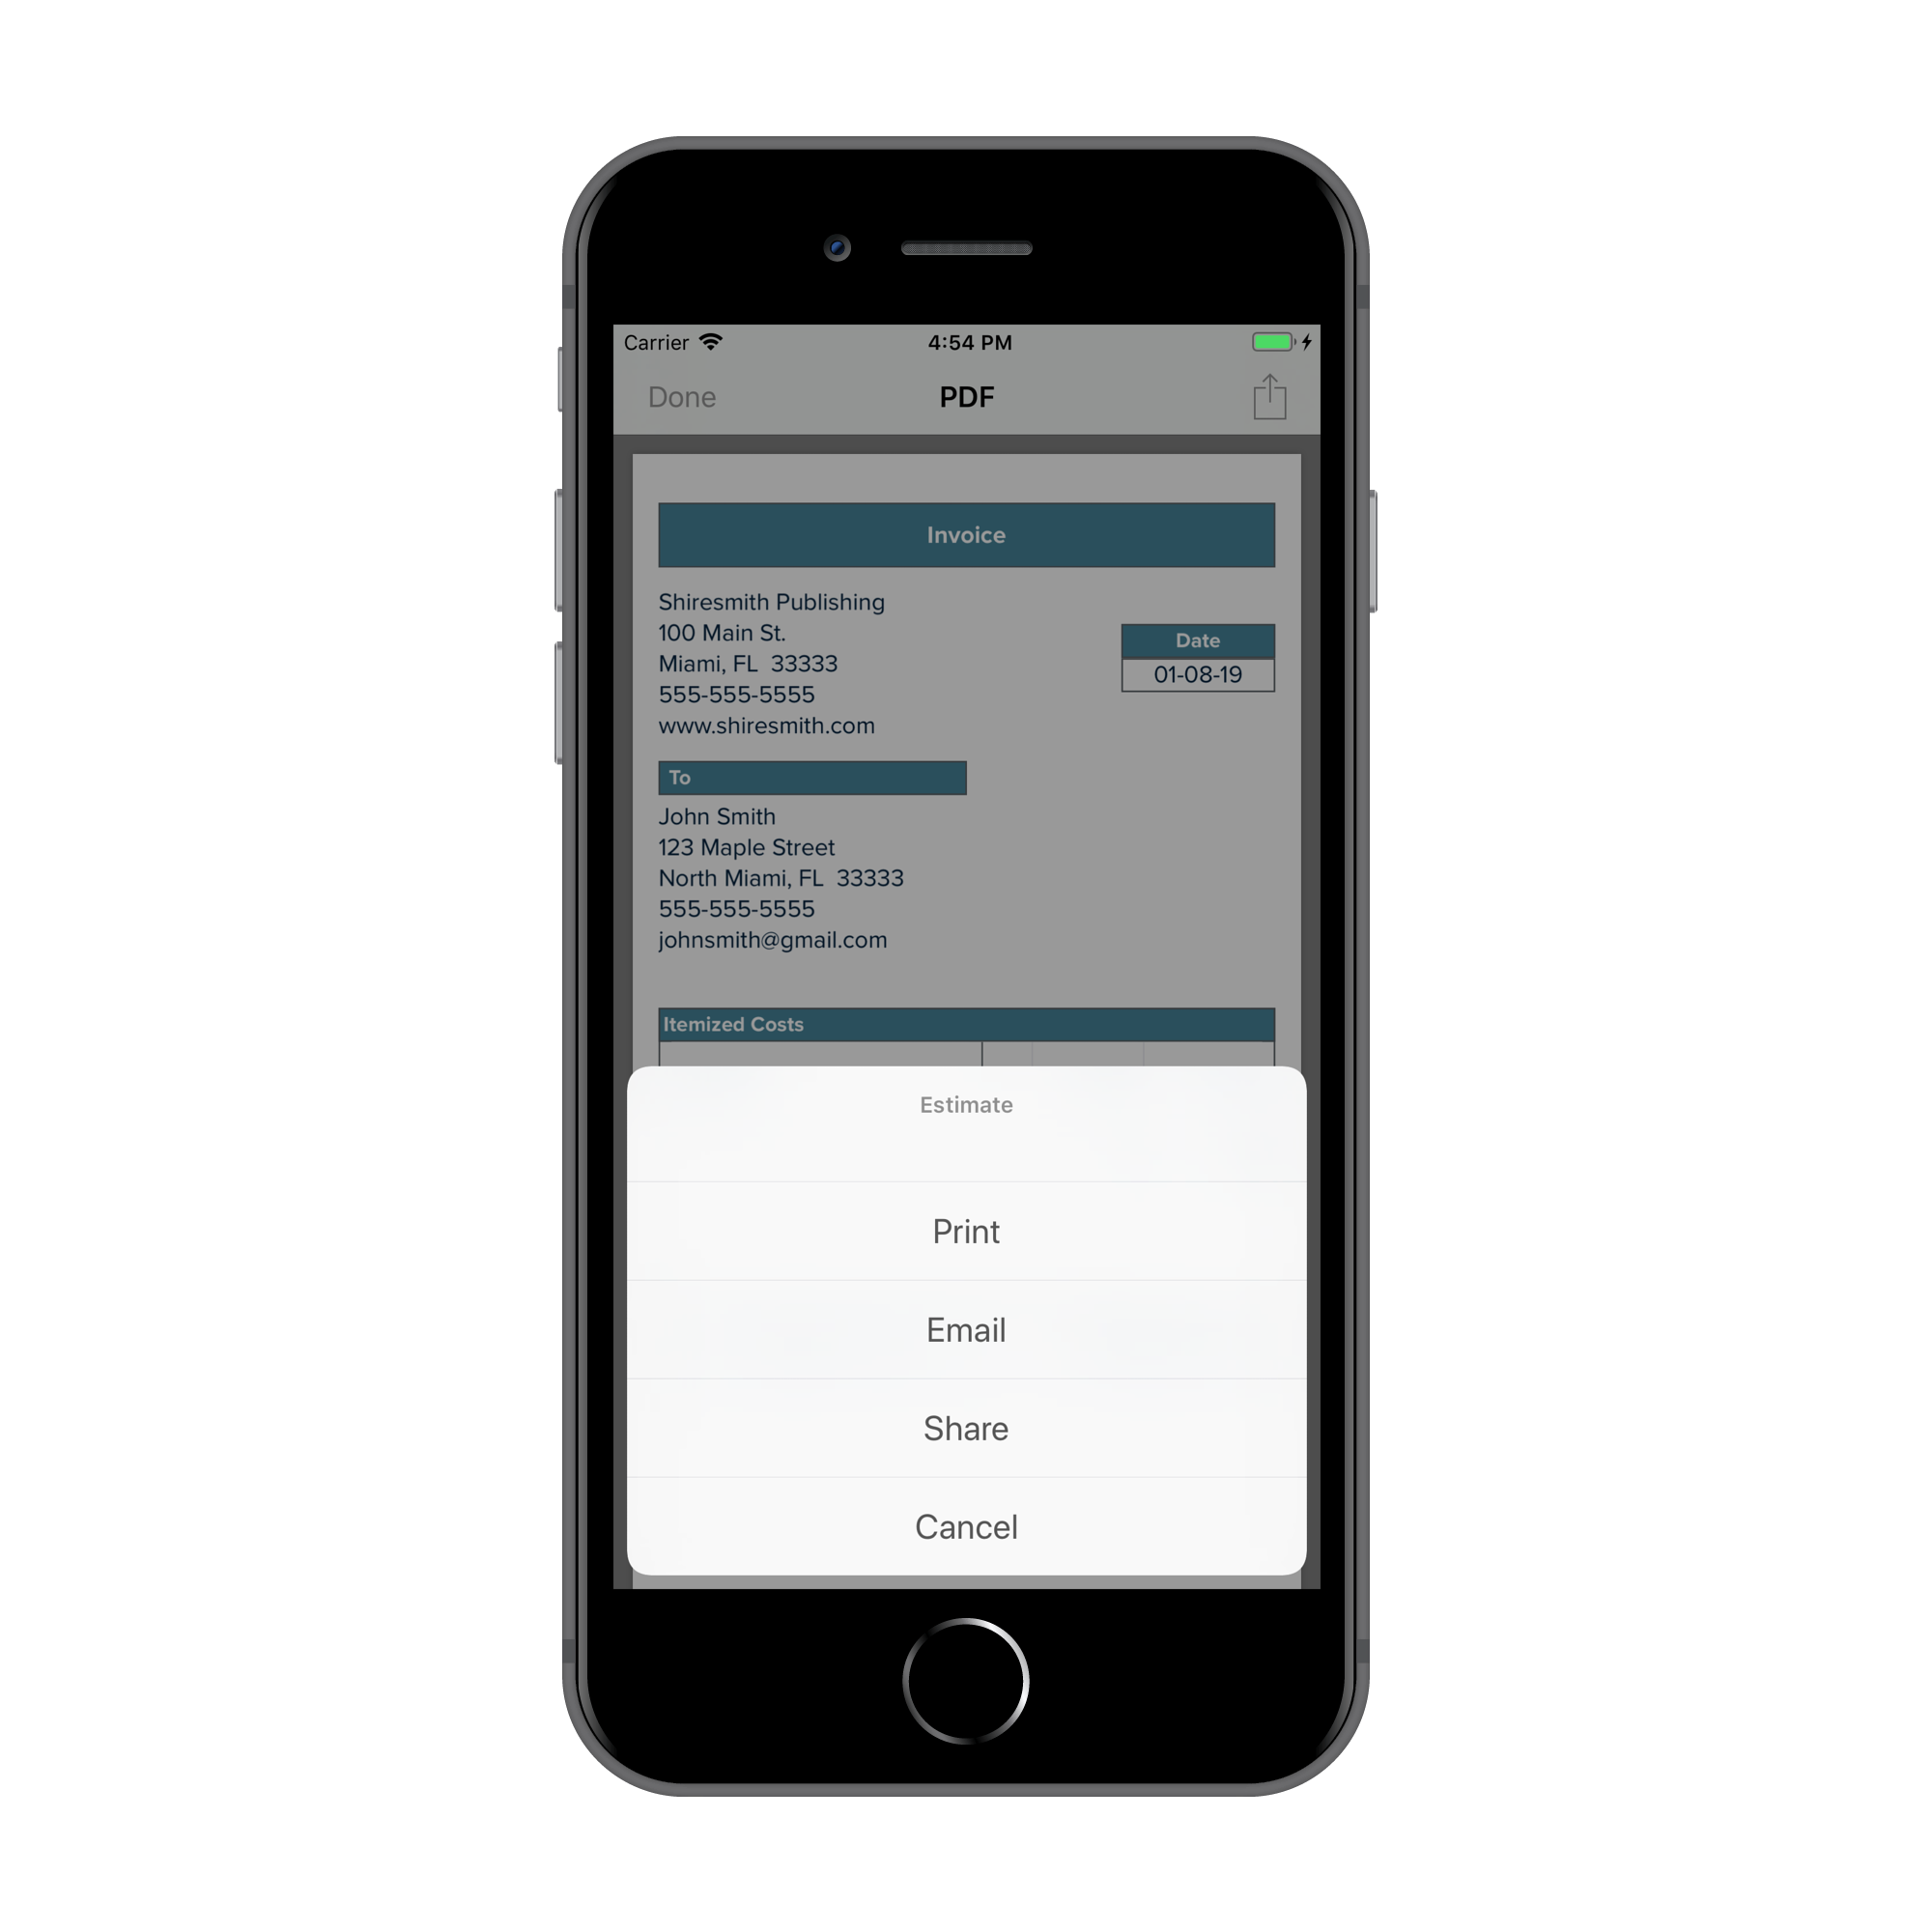 Carrier
4:54 PM
Done
PDF
Invoice
Shiresmith Publishing
100 Main St.
Miami, FL  33333
555-555-5555
www.shiresmith.com
Date
01-08-19
To
John Smith
123 Maple Street
North Miami, FL  33333
555-555-5555
johnsmith@gmail.com
Itemized Costs
Estimate
Print
Email
Share
Cancel